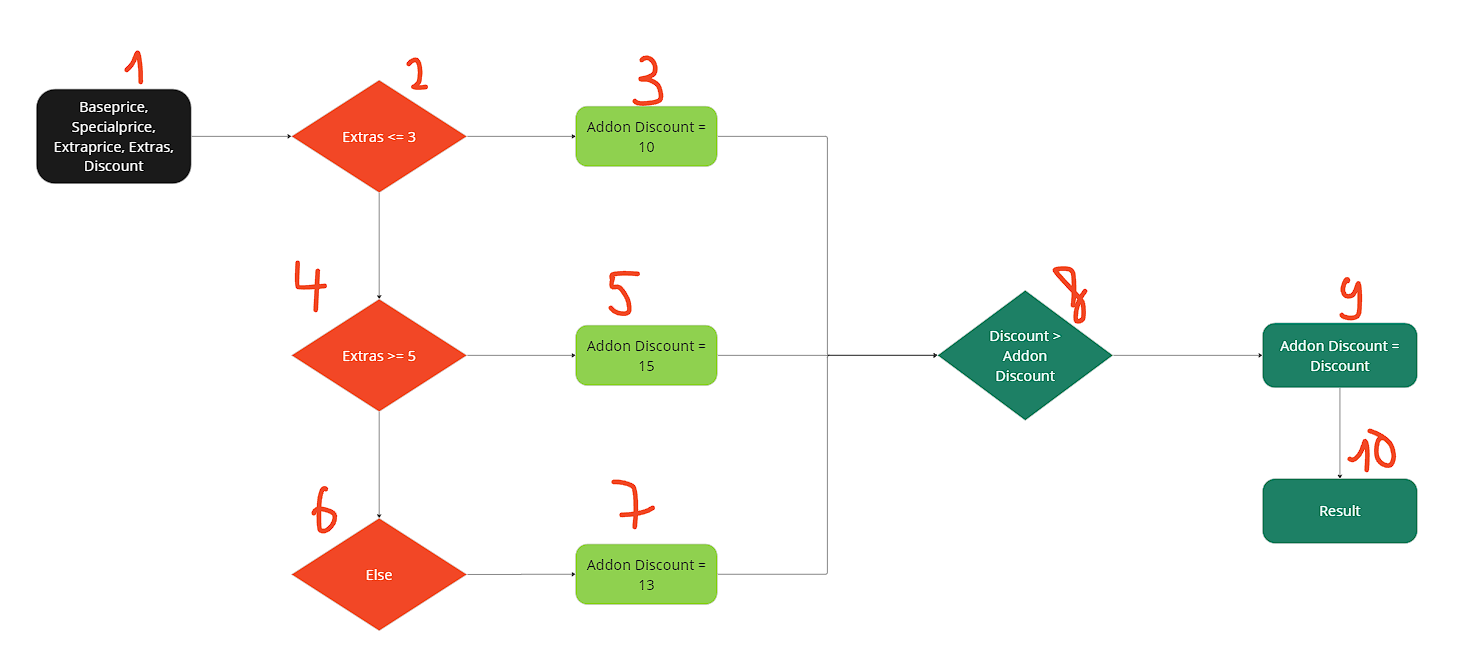 1
Baseprice,
Specialprice,
Extraprice, Extras,
Discount
2
Extras <= 3
3
Addon Discount =
10
4
Extras >= 5
5
Addon Discount =
15
6
Else
7
Addon Discount =
13
8
Discount >
Addon
Discount
9
Addon Discount =
Discount
10
Result